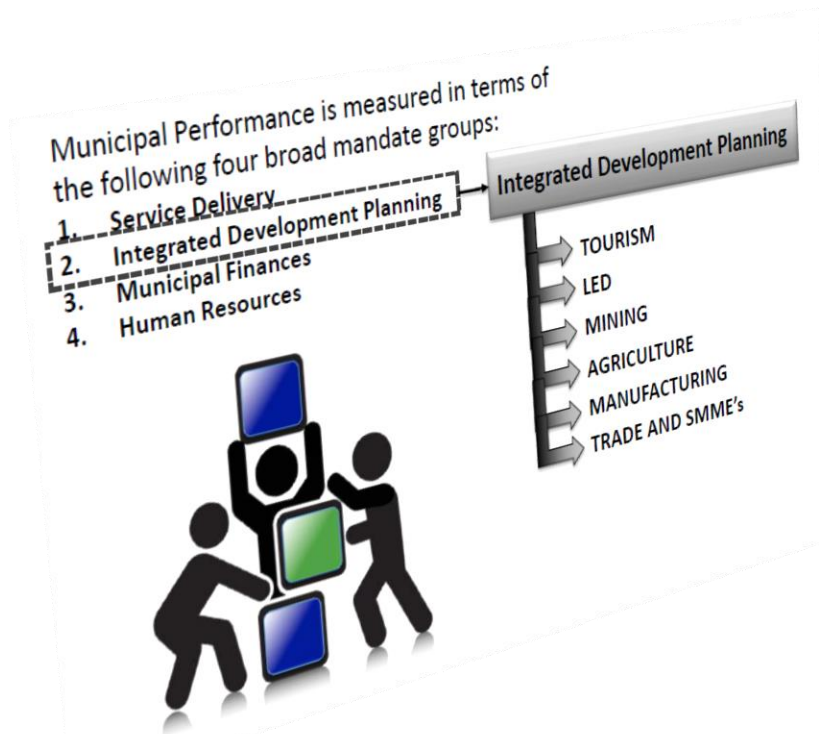 Municipal Performance is measured in terms of
the following four broad mandate groups:
1. Service Delivery
2. Integrated Development Planning
3. Municipal Finances
4. Human Resources
Integrated Development Planning
TOURISM
LED
MINING
AGRICULTURE
MANUFACTURING
TRADE AND SMME's